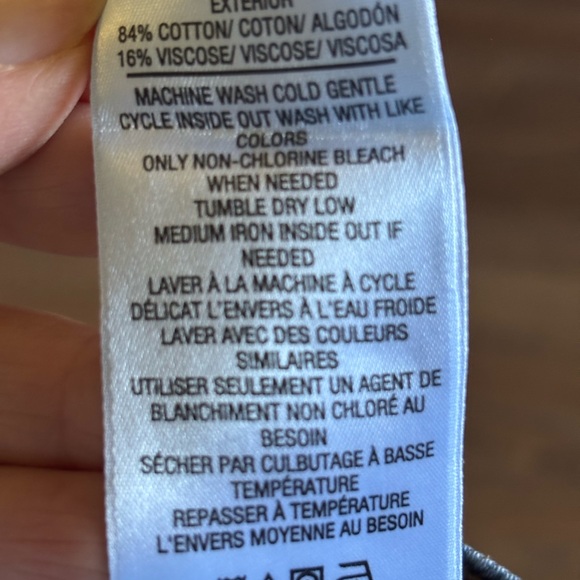 EXTERIOR
84% COTTON/ COTON/ ALGODÓN
16% VISCOSE/ VISCOSE/ VISCOSA
MACHINE WASH COLD GENTLE
CYCLE INSIDE OUT WASH WITH LIKE
COLORS
ONLY NON-CHLORINE BLEACH
WHEN NEEDED
TUMBLE DRY LOW
MEDIUM IRON INSIDE OUT IF
NEEDED
LAVER À LA MACHINE À CYCLE
DÉLICAT L'ENVERS À L'EAU FROIDE
LAVER AVEC DES COULEURS
SIMILAIRES
UTILISER SEULEMENT UN AGENT DE
BLANCHIMENT NON CHLORÉ AU
BESOIN
SÉCHER PAR CULBUTAGE À BASSE
TEMPÉRATURE
REPASSER À TEMPÉRATURE
L'ENVERS MOYENNE AU BESOIN